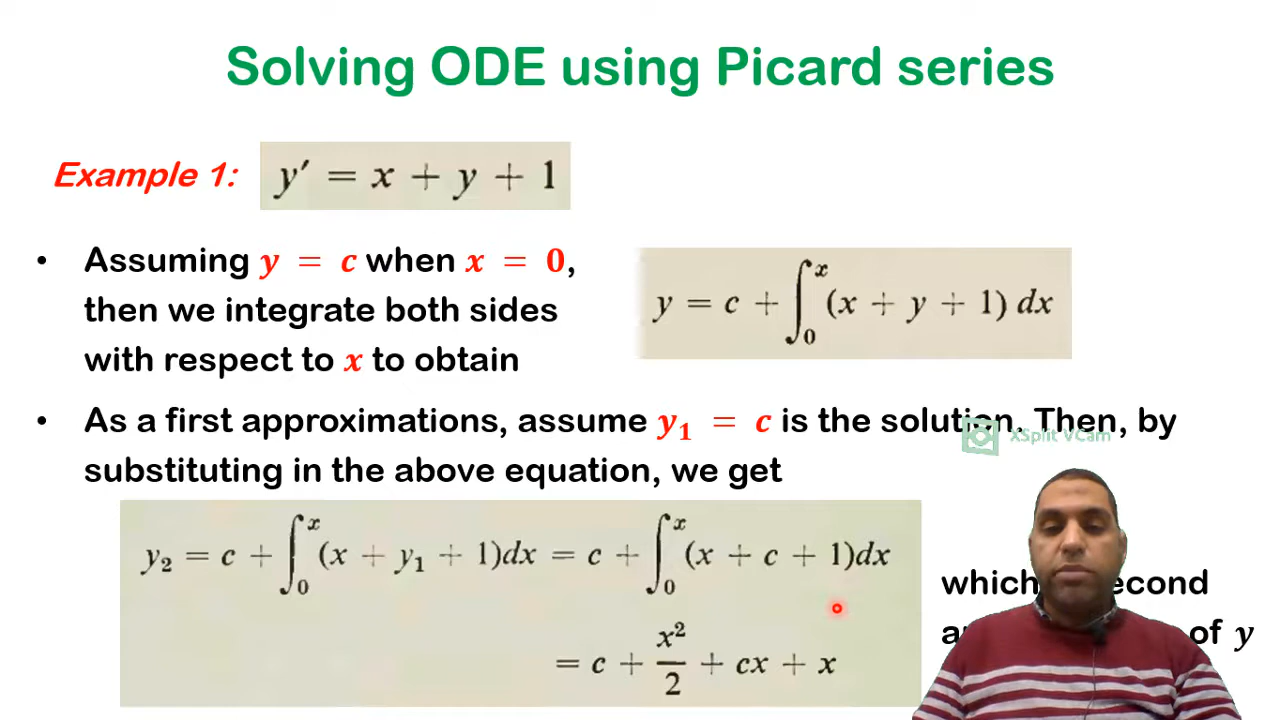 Solving ODE using Picard series
Example 1: y′ = x + y + 1
• Assuming y = c when x = 0,
then we integrate both sides
with respect to x to obtain
y = c + ∫₀ˣ (x + y + 1) dx
• As a first approximations, assume y₁ = c is the solution. Then, by
substituting in the above equation, we get
XSplit VCam
y₂ = c + ∫₀ˣ (x + y₁ + 1)dx = c + ∫₀ˣ (x + c + 1)dx
= c + x²/2 + cx + x
which
of y